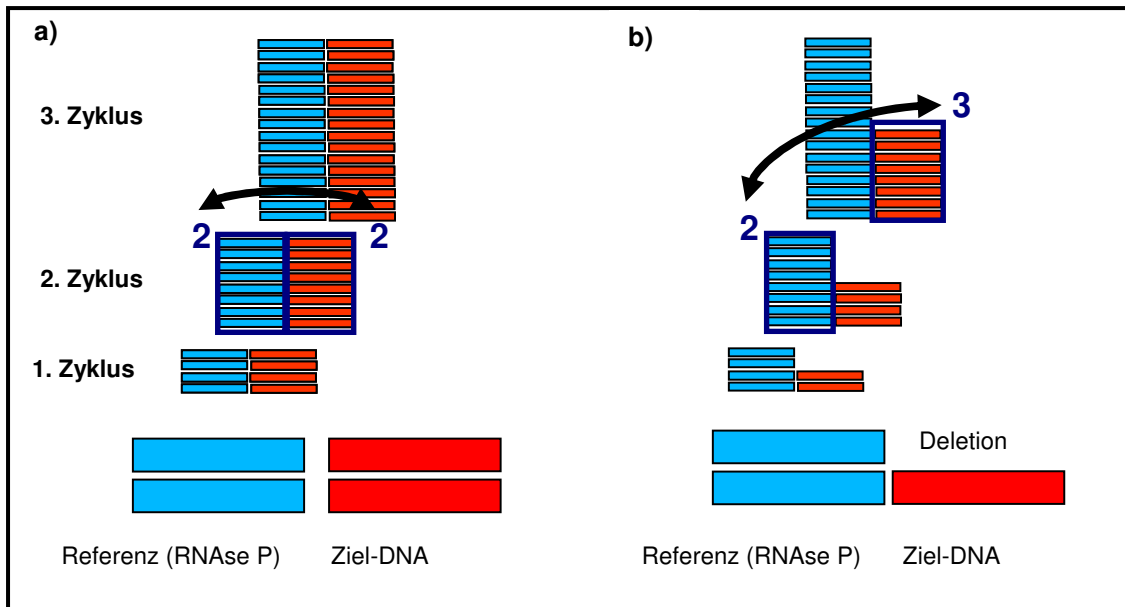 a)
3. Zyklus
2 2
2. Zyklus
1. Zyklus
Referenz (RNAse P) Ziel-DNA
b)
3
2
Deletion
Referenz (RNAse P) Ziel-DNA